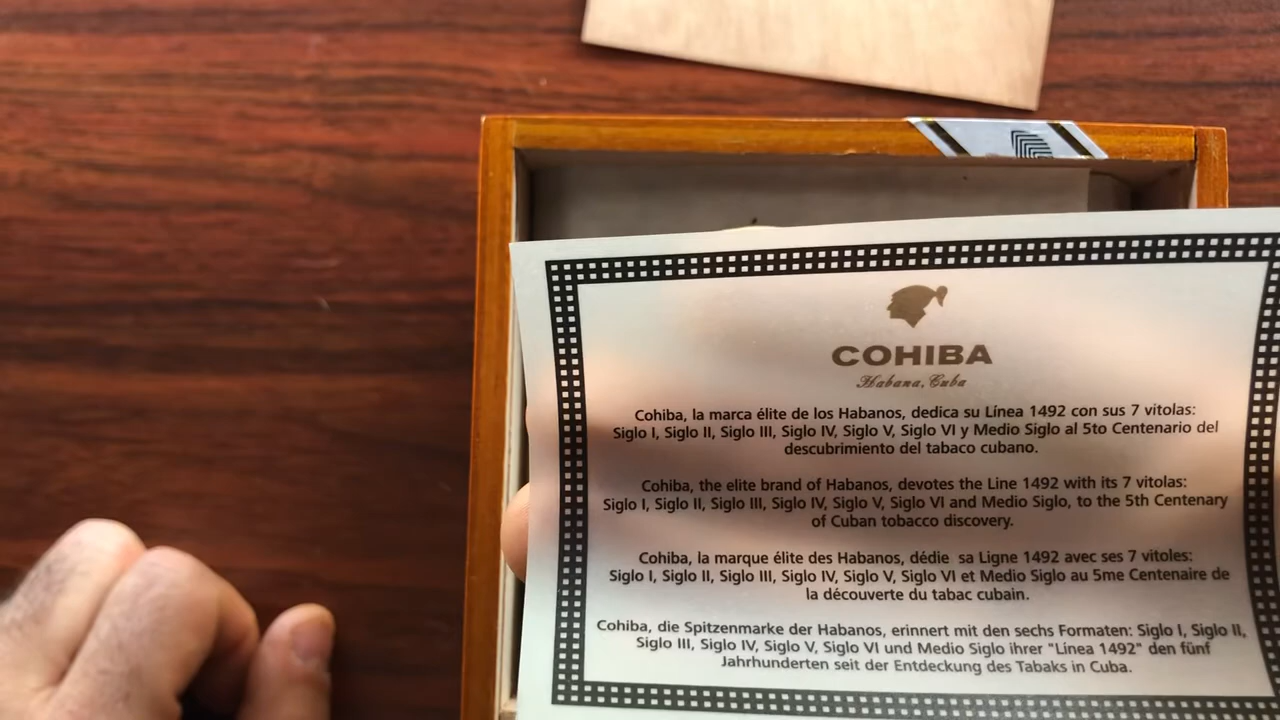 COHIBA
Habana, Cuba
Cohiba, la marca élite de los Habanos, dedica su Línea 1492 con sus 7 vitolas:
Siglo I, Siglo II, Siglo III, Siglo IV, Siglo V, Siglo VI y Medio Siglo al 5to Centenario del
descubrimiento del tabaco cubano.
Cohiba, the elite brand of Habanos, devotes the Line 1492 with its 7 vitolas:
Siglo I, Siglo II, Siglo III, Siglo IV, Siglo V, Siglo VI and Medio Siglo, to the 5th Centenary
of Cuban tobacco discovery.
Cohiba, la marque élite des Habanos, dédie sa Ligne 1492 avec ses 7 vitoles:
Siglo I, Siglo II, Siglo III, Siglo IV, Siglo V, Siglo VI et Medio Siglo au 5me Centenaire de
la découverte du tabac cubain.
Cohiba, die Spitzenmarke der Habanos, erinnert mit den sechs Formaten: Siglo I, Siglo II,
Siglo III, Siglo IV, Siglo V, Siglo VI und Medio Siglo ihrer "Línea 1492" den fünf
Jahrhunderten seit der Entdeckung des Tabaks in Cuba.